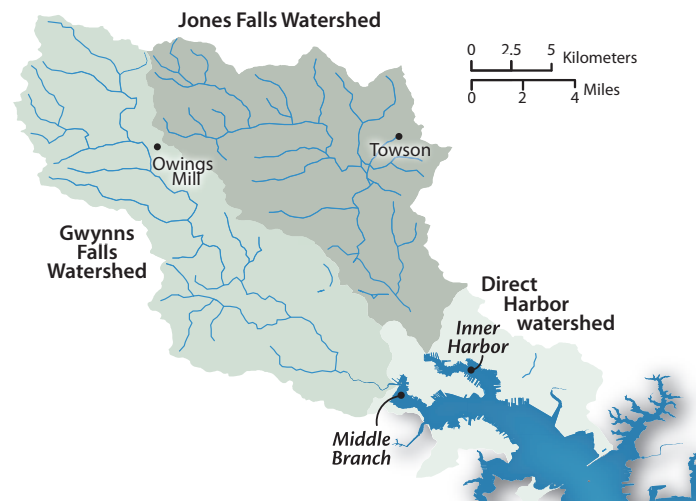 Jones Falls Watershed
0 2.5 5 Kilometers
0 2 4 Miles
Towson
Owings
Mill
Gwynns
Falls
Watershed
Direct
Harbor
watershed
Inner
Harbor
Middle
Branch